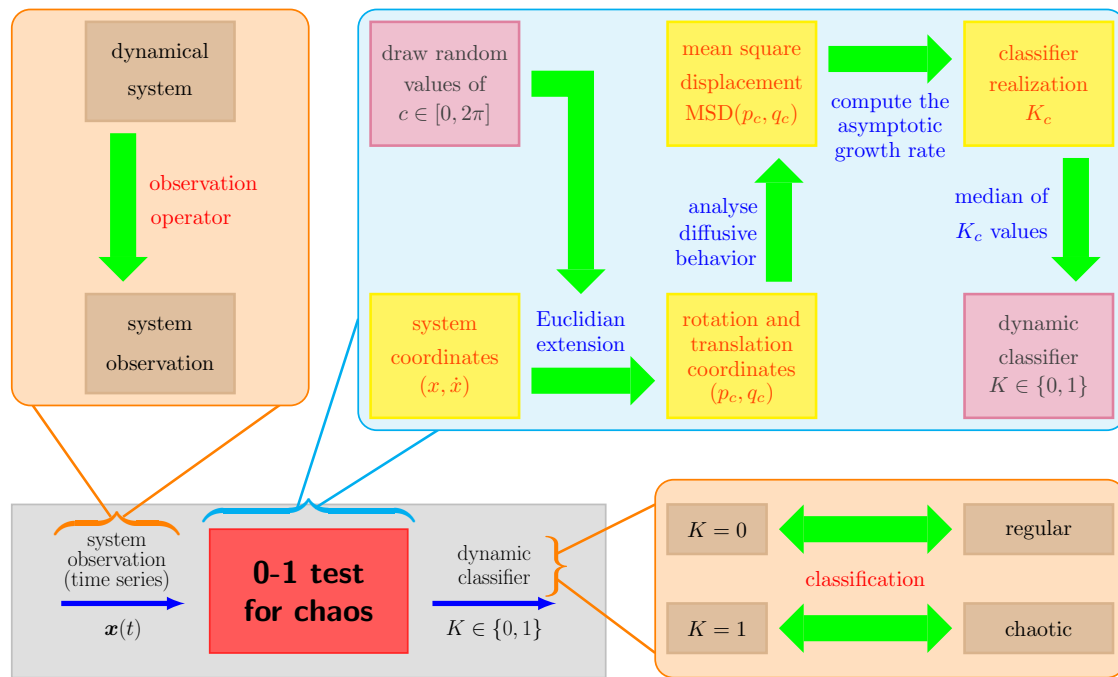 dynamical
system
observation
operator
system
observation
draw random
values of
c ∈ [0, 2π]
mean square
displacement
MSD(p_c, q_c)
compute the
asymptotic
growth rate
classifier
realization
K_c
analyse
diffusive
behavior
median of
K_c values
system
coordinates
(x, ẋ)
Euclidian
extension
rotation and
translation
coordinates
(p_c, q_c)
dynamic
classifier
K ∈ {0, 1}
system
observation
(time series)
x(t)
0-1 test
for chaos
dynamic
classifier
K ∈ {0, 1}
K = 0
regular
classification
K = 1
chaotic